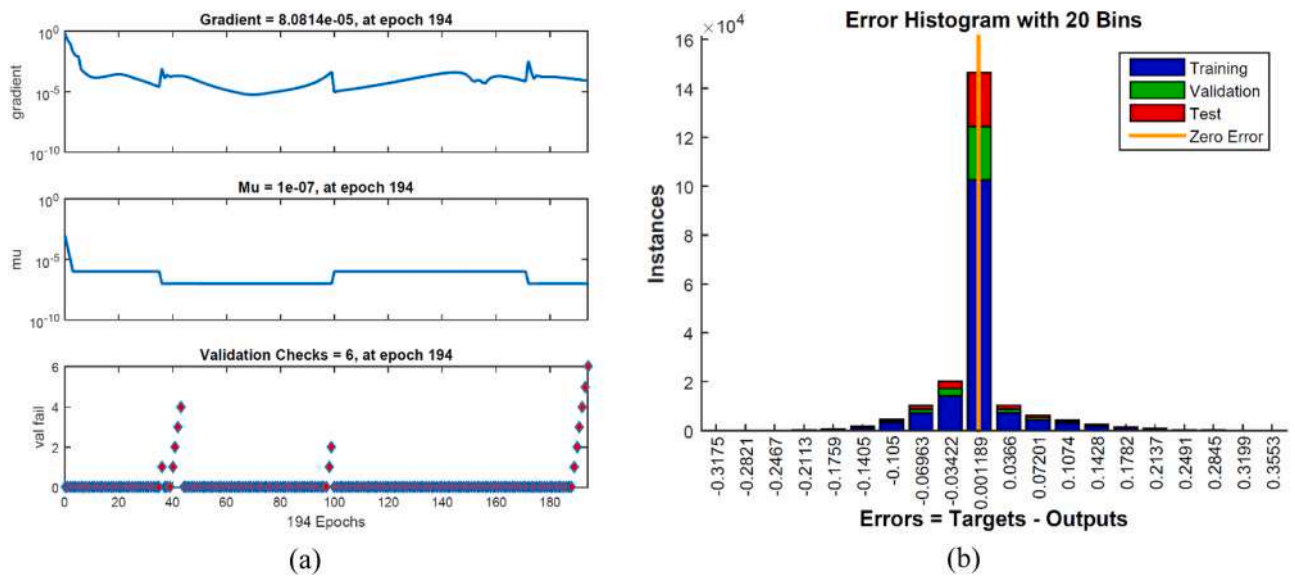 Gradient = 8.0814e-05, at epoch 194
10^0
10^-5
10^-10
gradient
Mu = 1e-07, at epoch 194
10^0
10^-5
10^-10
mu
Validation Checks = 6, at epoch 194
6
4
2
0
val fail
0 20 40 60 80 100 120 140 160 180
194 Epochs
(a)
Error Histogram with 20 Bins
×10^4
16
14
12
10
8
6
4
2
0
Instances
Training
Validation
Test
Zero Error
-0.3175
-0.2821
-0.2467
-0.2113
-0.1759
-0.1405
-0.105
-0.06963
-0.03422
0.001189
0.0366
0.07201
0.1074
0.1428
0.1782
0.2137
0.2491
0.2845
0.3199
0.3553
Errors = Targets - Outputs
(b)